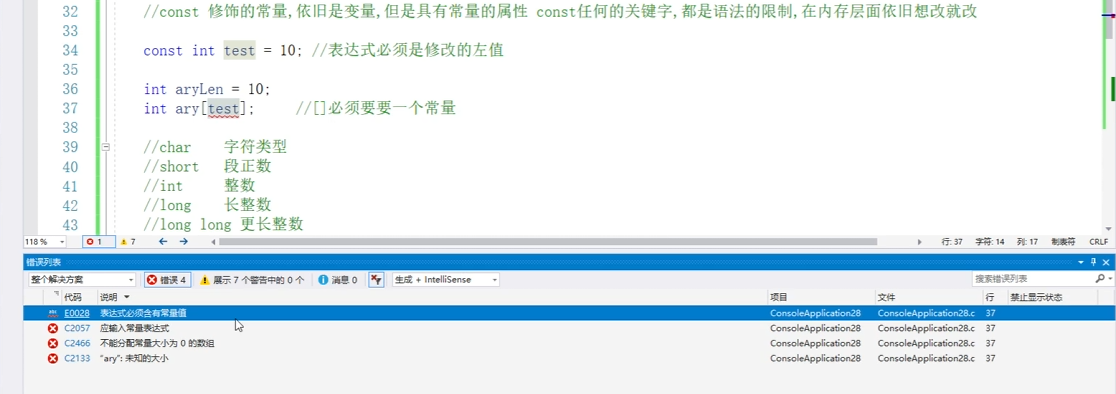 32 //const 修饰的常量,依旧是变量,但是具有常量的属性 const任何的关键字,都是语法的限制,在内存层面依旧想改就改
33
34 const int test = 10; //表达式必须是修改的左值
35
36 int aryLen = 10;
37 int ary[test]; //[]必须要要一个常量
38
39 //char 字符类型
40 //short 段正数
41 //int 整数
42 //long 长整数
43 //long long 更长整数
118 % 1 7 行: 37 字符: 14 列: 17 制表符 CRLF
错误列表
整个解决方案 错误 4 展示 7 个警告中的 0 个 消息 0 生成 + IntelliSense 搜索错误列表
代码 说明 项目 文件 行 禁止显示状态
E0028 表达式必须含有常量值 ConsoleApplication28 ConsoleApplication28.c 37
C2057 应输入常量表达式 ConsoleApplication28 ConsoleApplication28.c 37
C2466 不能分配常量大小为 0 的数组 ConsoleApplication28 ConsoleApplication28.c 37
C2133 "ary": 未知的大小 ConsoleApplication28 ConsoleApplication28.c 37